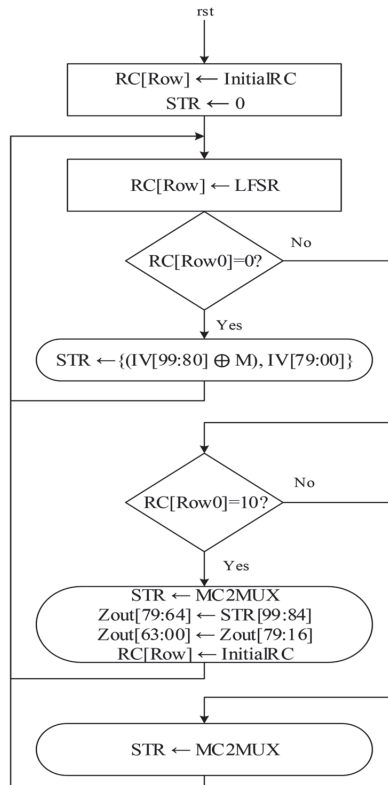 rst
RC[Row] ← InitialRC
STR ← 0
RC[Row] ← LFSR
RC[Row0]=0?
No
Yes
STR ←{(IV[99:80] ⊕ M), IV[79:00]}
RC[Row0]=10?
No
Yes
STR ← MC2MUX
Zout[79:64] ← STR[99:84]
Zout[63:00] ← Zout[79:16]
RC[Row] ← InitialRC
STR ← MC2MUX